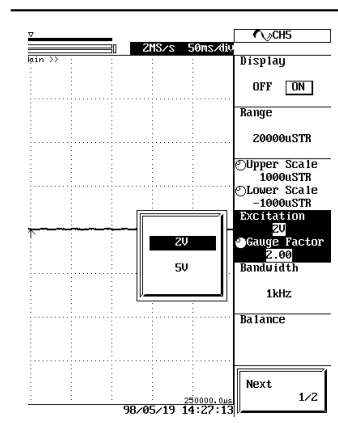 CH5
2MS/s 50ms/div
Main >>
Display
OFF ON
Range
20000uSTR
Upper Scale
1000uSTR
Lower Scale
-1000uSTR
Excitation
2V
Gauge Factor
2.00
Bandwidth
1kHz
Balance
2V
5V
Next
1/2
250000.0us
98/05/19 14:27:13